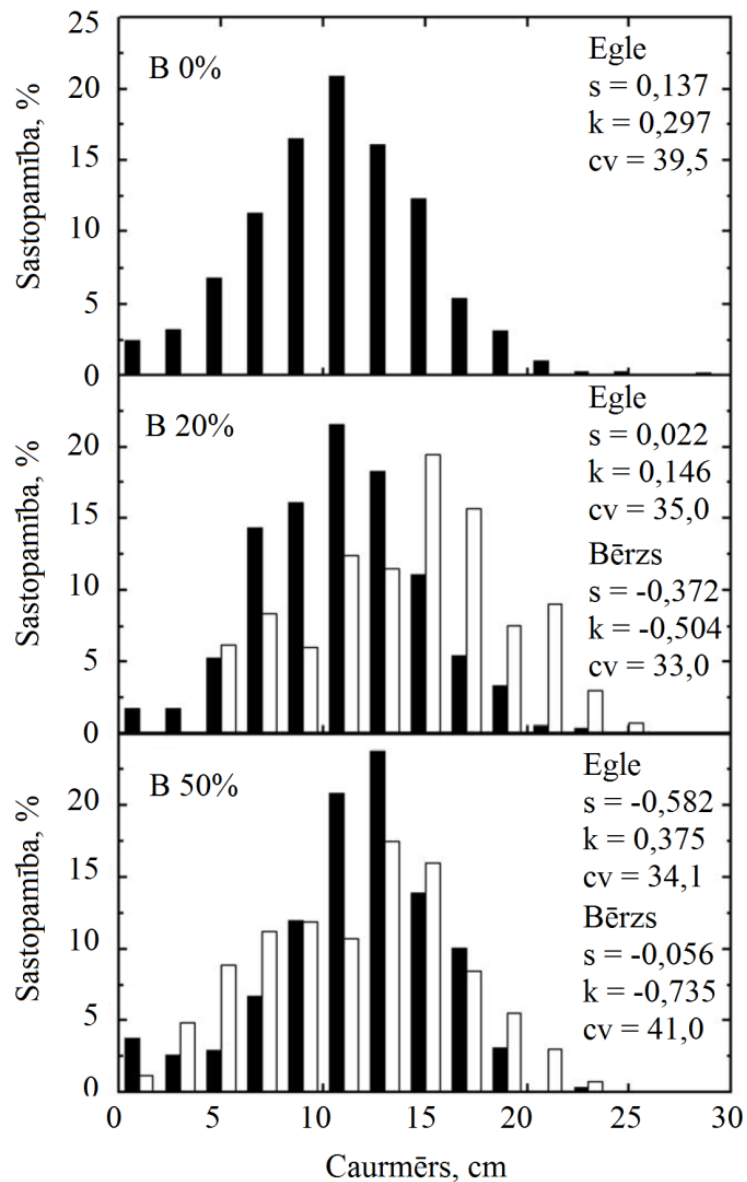 25
20
15
10
5
0
Sastopamība, %
B 0%
Egle
s = 0,137
k = 0,297
cv = 39,5
20
15
10
5
0
Sastopamība, %
B 20%
Egle
s = 0,022
k = 0,146
cv = 35,0
Bērzs
s = -0,372
k = -0,504
cv = 33,0
20
15
10
5
0
Sastopamība, %
B 50%
Egle
s = -0,582
k = 0,375
cv = 34,1
Bērzs
s = -0,056
k = -0,735
cv = 41,0
0 5 10 15 20 25 30
Caurmērs, cm